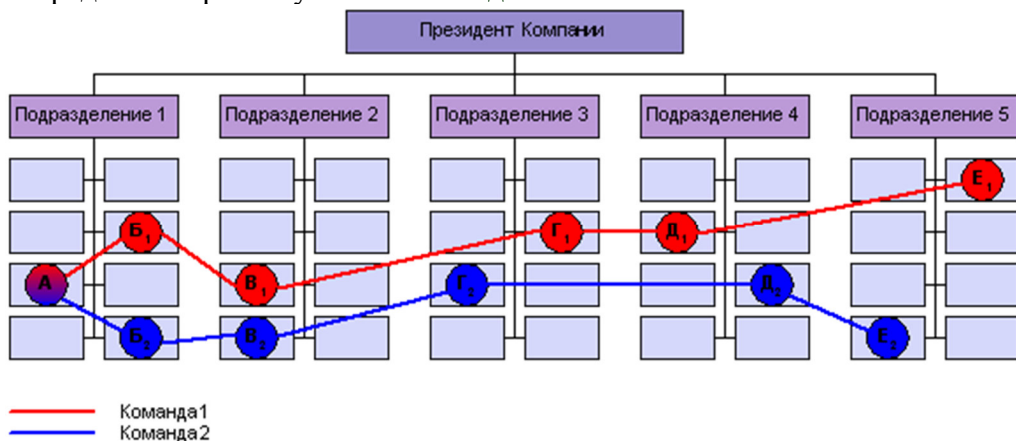 Президент Компании
Подразделение 1 Подразделение 2 Подразделение 3 Подразделение 4 Подразделение 5
Е₁
Б₁ Г₁ Д₁
А В₁ Г₂ Д₂
Б₂ В₂ Е₂
Команда1
Команда2